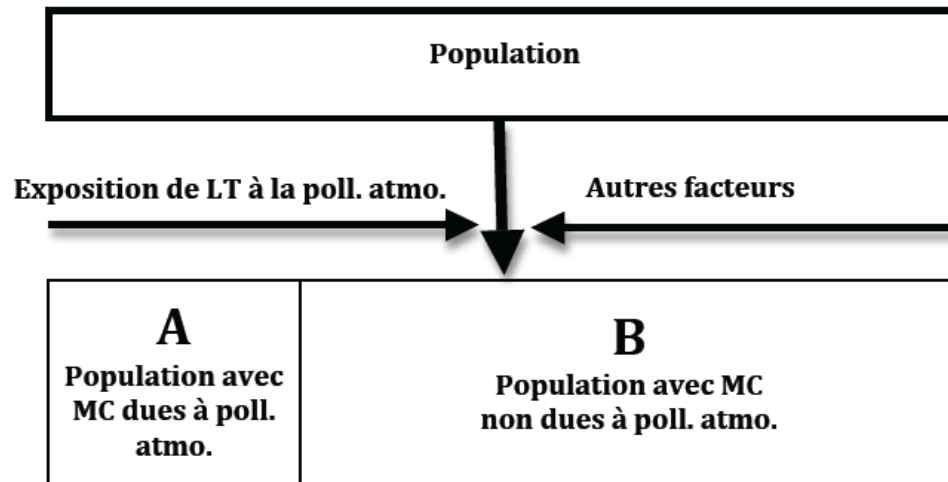 Population
Exposition de LT à la poll. atmo.
Autres facteurs
A
Population avec
MC dues à poll.
atmo.
B
Population avec MC
non dues à poll. atmo.